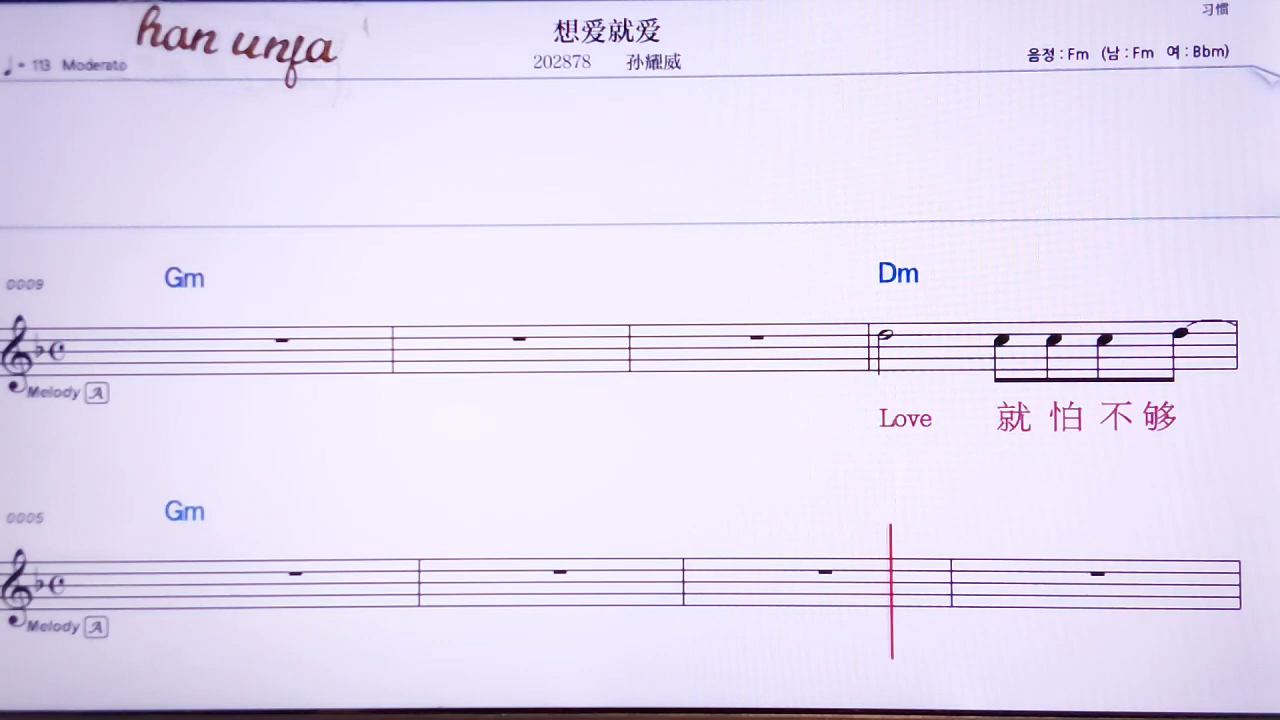 han unja
想爱就爱
习惯
♩= 113 Moderato
202878 孙耀威
음정 : Fm (남 : Fm 여 : Bbm)
0009 Gm Dm
Melody A
Love 就 怕 不 够
0005 Gm
Melody A